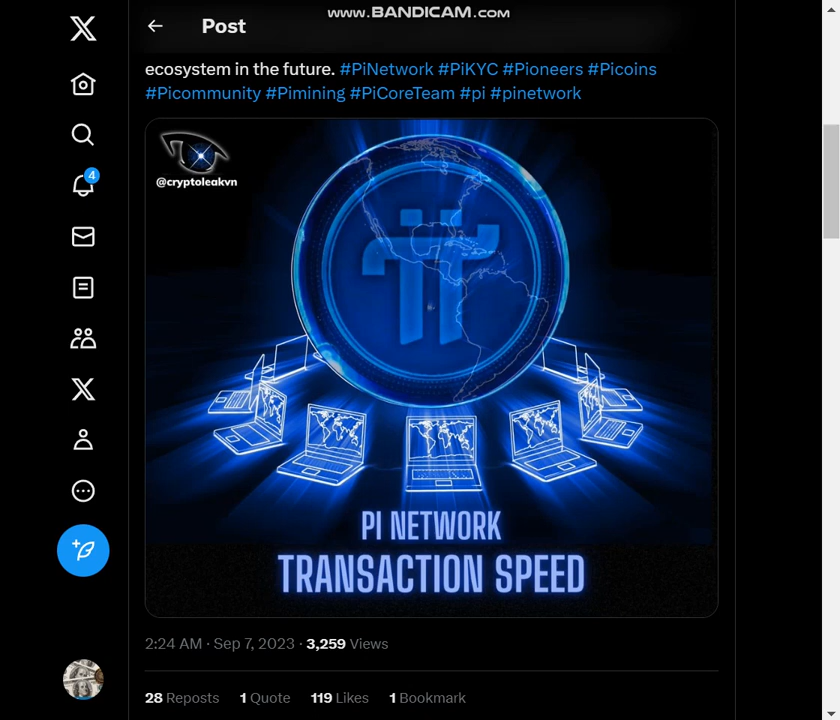 www.BANDICAM.com
Post
ecosystem in the future. #PiNetwork #PiKYC #Pioneers #Picoins
#Picommunity #Pimining #PiCoreTeam #pi #pinetwork
4
@cryptoleakvn
PI NETWORK
TRANSACTION SPEED
2:24 AM · Sep 7, 2023 · 3,259 Views
28 Reposts 1 Quote 119 Likes 1 Bookmark